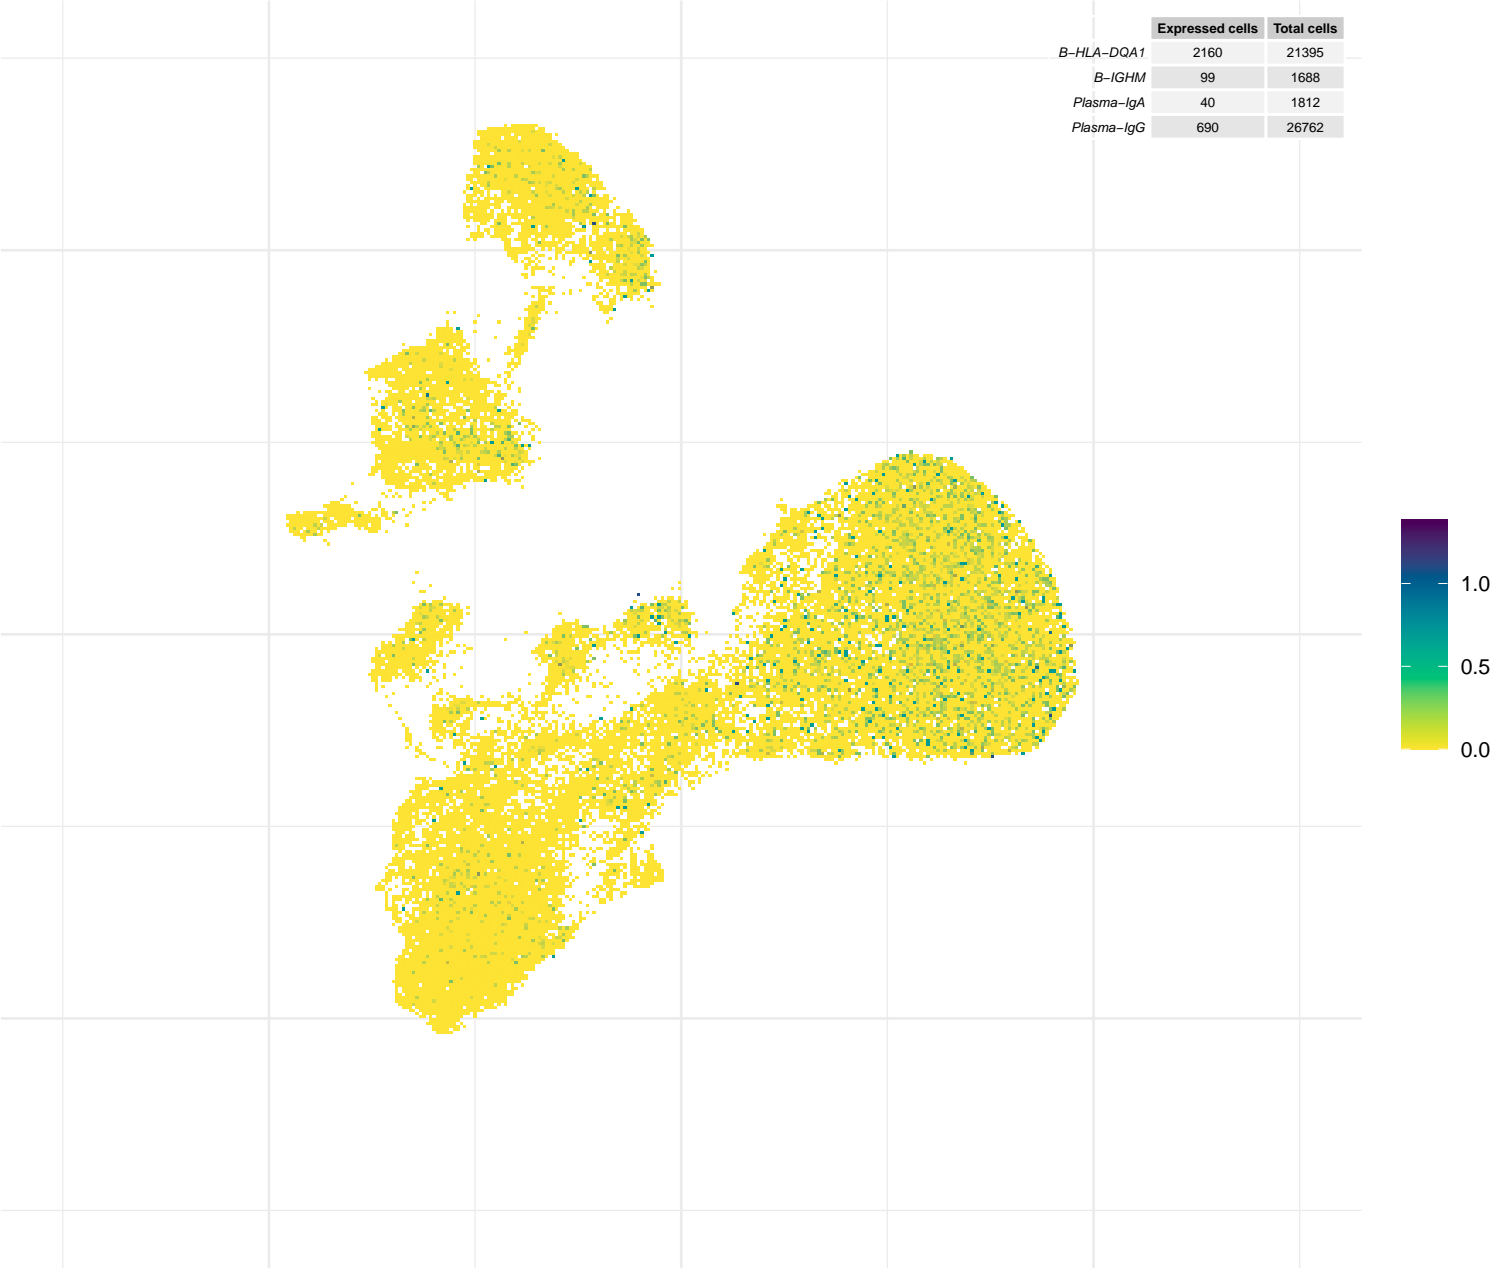 Expressed cells Total cells
B−HLA−DQA1 2160 21395
B−IGHM 99 1688
Plasma−IgA 40 1812
Plasma−IgG 690 26762
1.0
0.5
0.0